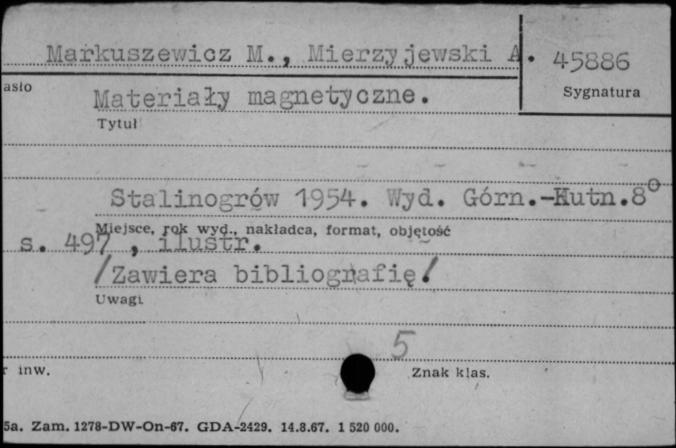 Markuszewicz M., Mierzyjewski A. 45886
asło
Sygnatura
Materiały magnetyczne.
Tytuł
Stalinogrów 1954. Wyd. Górn.-Hutn.8°
Miejsce, rok wyd., nakładca, format, objętość
s. 497 , ilustr.
/Zawiera bibliografię/
Uwagi
5
r inw.
Znak klas.
5a. Zam. 1278-DW-On-67. GDA-2429. 14.8.67. 1 520 000.